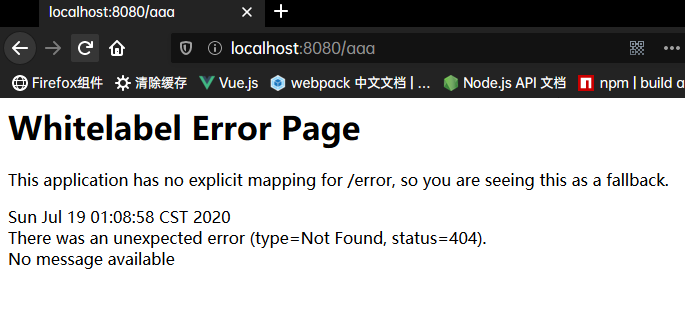 localhost:8080/aaa
localhost:8080/aaa
Firefox组件 清除缓存 Vue.js webpack 中文文档 | ... Node.js API 文档 npm | build a
Whitelabel Error Page
This application has no explicit mapping for /error, so you are seeing this as a fallback.
Sun Jul 19 01:08:58 CST 2020
There was an unexpected error (type=Not Found, status=404).
No message available